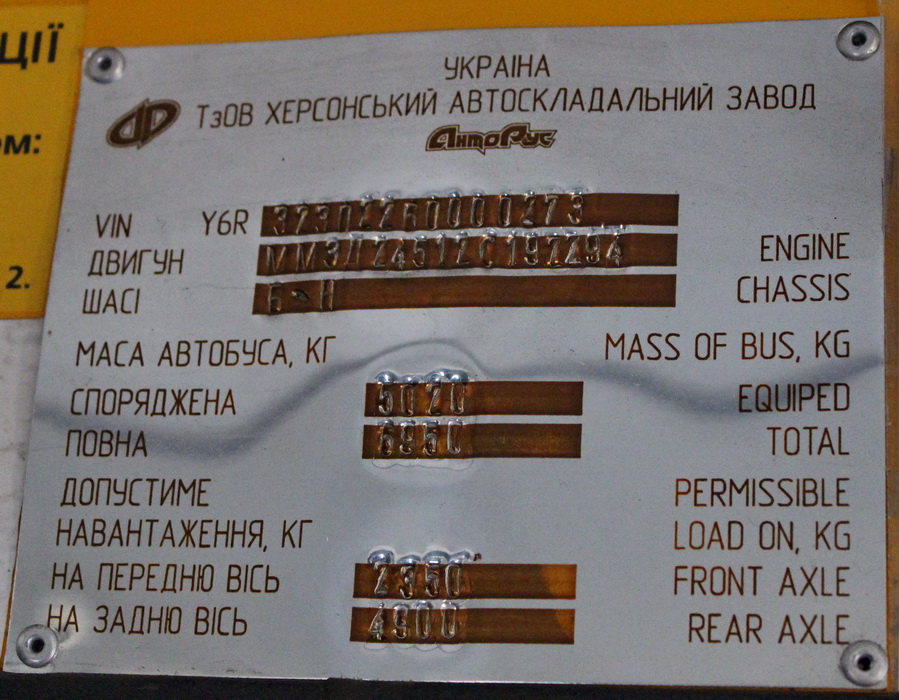 ЦІЇ
ом:
2.
УКРАЇНА
ТзОВ ХЕРСОНСЬКИЙ АВТОСКЛАДАЛЬНИЙ ЗАВОД
АнтоРус
VIN Y6R
ДВИГУН ENGINE
ШАСІ Б-Н CHASSIS
МАСА АВТОБУСА, КГ MASS OF BUS, KG
СПОРЯДЖЕНА 5020 EQUIPED
ПОВНА 6950 TOTAL
ДОПУСТИМЕ PERMISSIBLE
НАВАНТАЖЕННЯ, КГ LOAD ON, KG
НА ПЕРЕДНЮ ВІСЬ 2350 FRONT AXLE
НА ЗАДНЮ ВІСЬ 4900 REAR AXLE